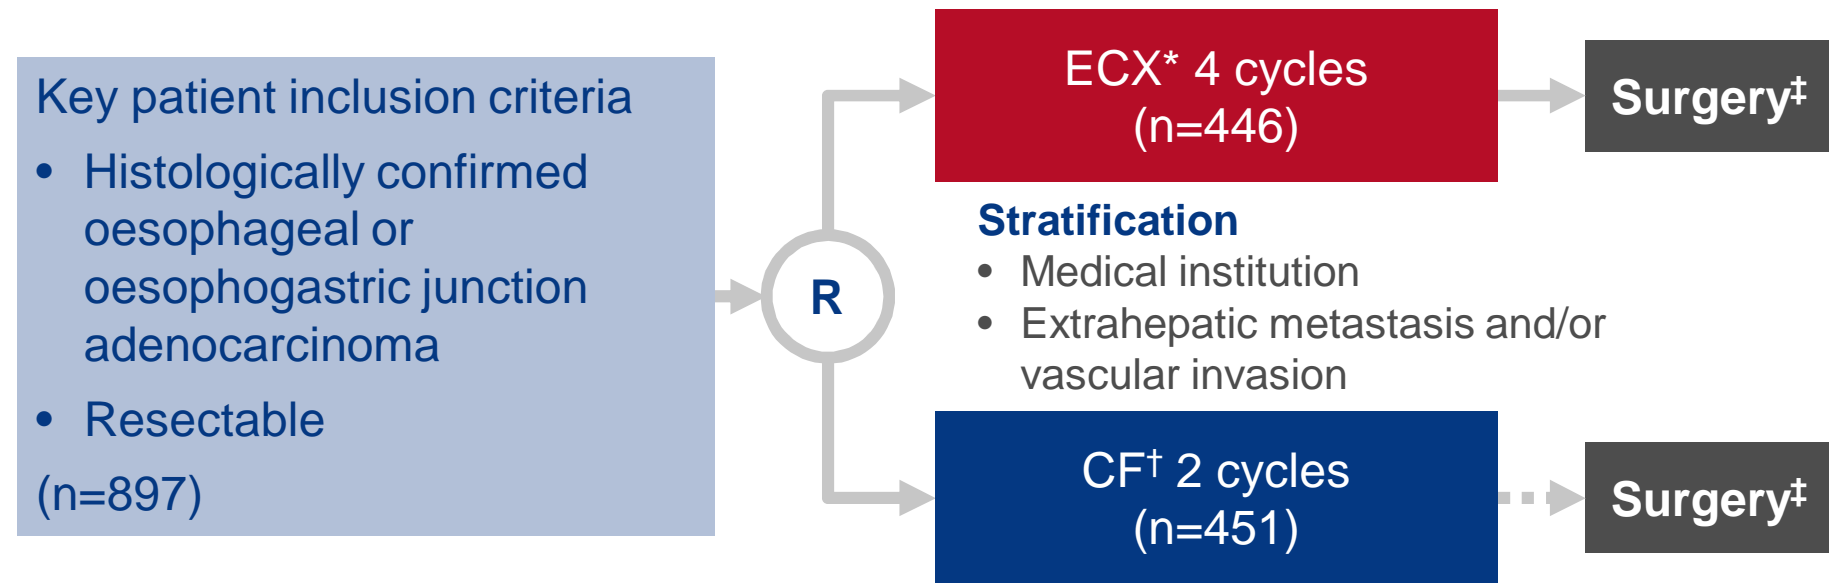 Key patient inclusion criteria
• Histologically confirmed
oesophageal or
oesophogastric junction
adenocarcinoma
• Resectable
(n=897)
R
ECX* 4 cycles
(n=446)
Surgery‡
Stratification
• Medical institution
• Extrahepatic metastasis and/or
vascular invasion
CF† 2 cycles
(n=451)
Surgery‡